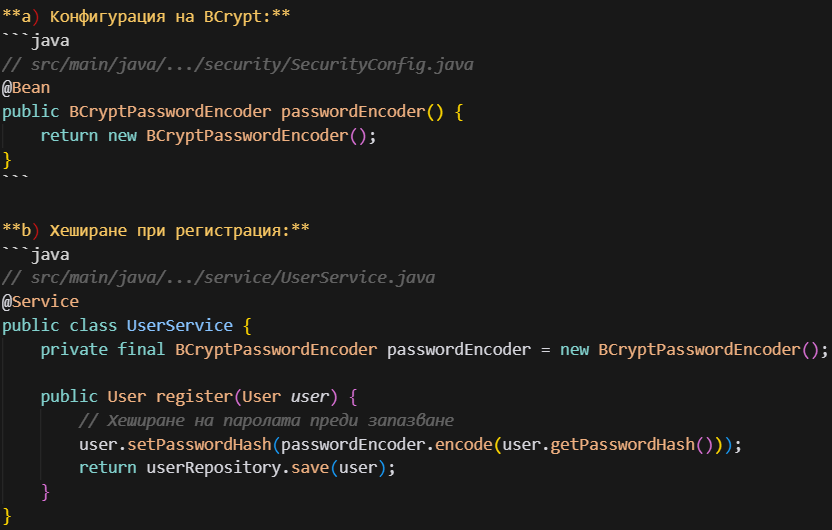 **a) Конфигурация на BCrypt:**
```java
// src/main/java/.../security/SecurityConfig.java
@Bean
public BCryptPasswordEncoder passwordEncoder() {
    return new BCryptPasswordEncoder();
}
```
**b) Хеширане при регистрация:**
```java
// src/main/java/.../service/UserService.java
@Service
public class UserService {
    private final BCryptPasswordEncoder passwordEncoder = new BCryptPasswordEncoder();
    public User register(User user) {
        // Хеширане на паролата преди запазване
        user.setPasswordHash(passwordEncoder.encode(user.getPasswordHash()));
        return userRepository.save(user);
    }
}